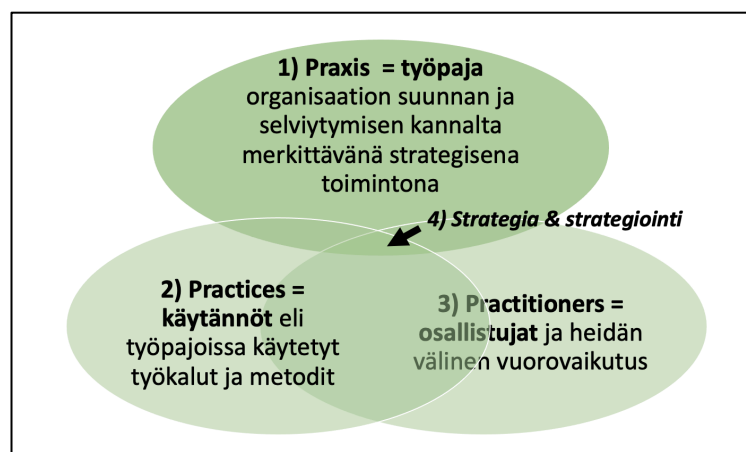 1) Praxis = työpaja
organisaation suunnan ja
selviytymisen kannalta
merkittävänä strategisena
toimintona
4) Strategia & strategiointi
2) Practices =
käytännöt eli
työpajoissa käytetyt
työkalut ja metodit
3) Practitioners =
osallistujat ja heidän
välinen vuorovaikutus